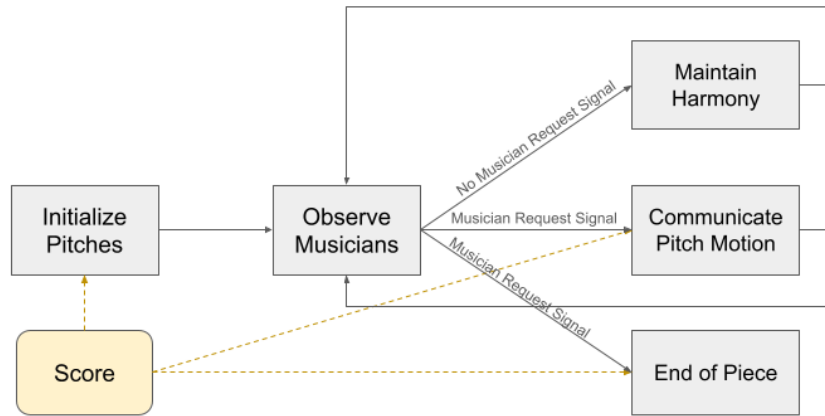 Maintain
Harmony
No Musician Request Signal
Initialize
Pitches
Observe
Musicians
Musician Request Signal
Communicate
Pitch Motion
Musician Request Signal
Score
End of Piece